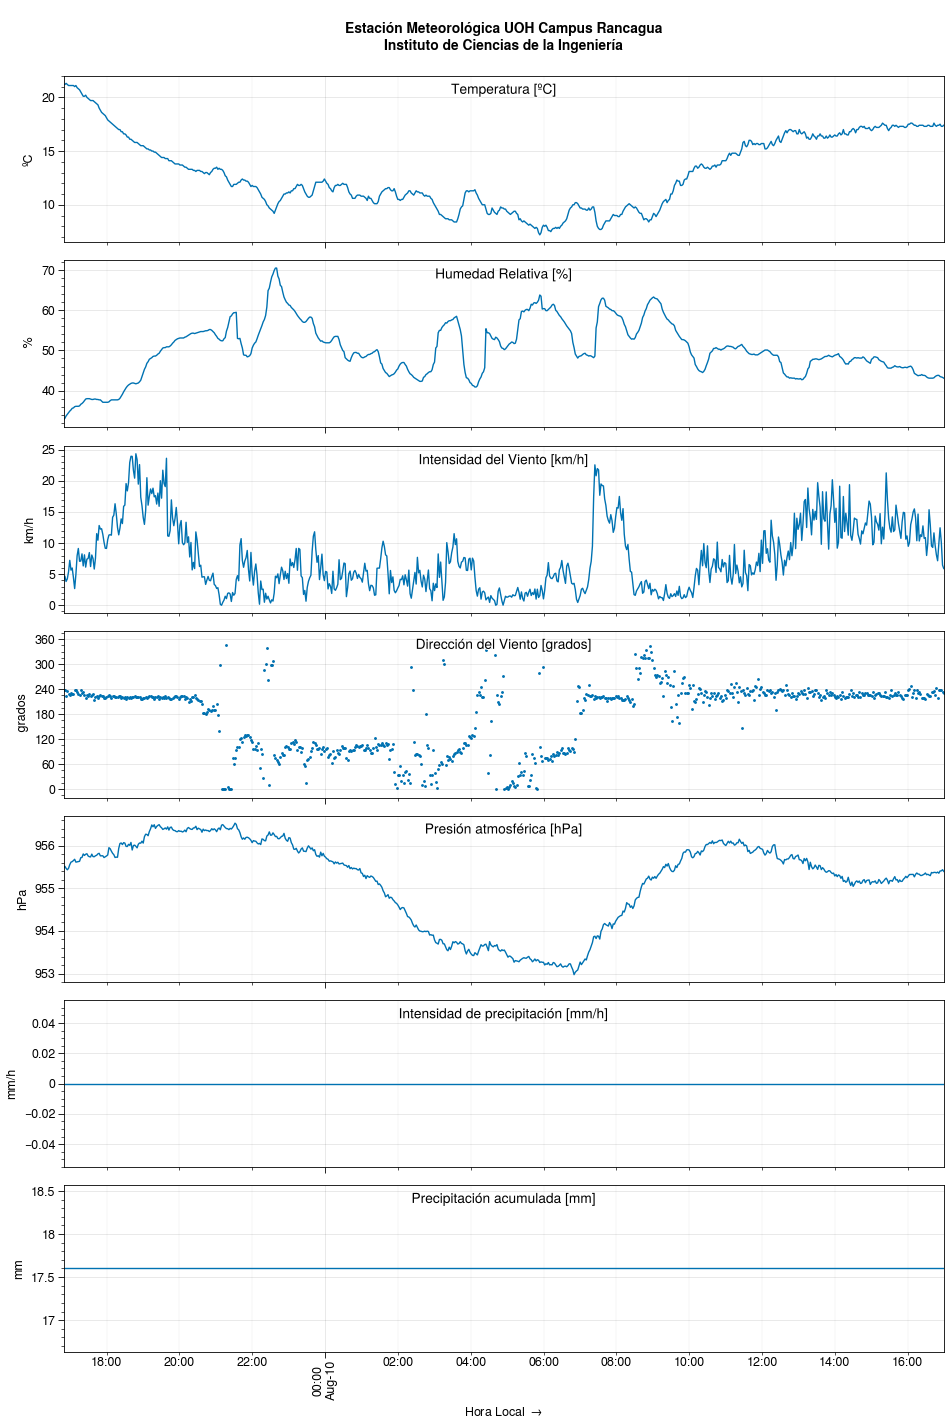 Estación Meteorológica UOH Campus Rancagua
Instituto de Ciencias de la Ingeniería
Temperatura [ºC]
20
15
10
ºC
Humedad Relativa [%]
70
60
50
40
%
Intensidad del Viento [km/h]
25
20
15
10
5
0
km/h
Dirección del Viento [grados]
360
300
240
180
120
60
0
grados
Presión atmosférica [hPa]
956
955
954
953
hPa
Intensidad de precipitación [mm/h]
0.04
0.02
0
−0.02
−0.04
mm/h
Precipitación acumulada [mm]
18.5
18
17.5
17
mm
18:00 20:00 22:00 00:00 02:00 04:00 06:00 08:00 10:00 12:00 14:00 16:00
Aug-10
Hora Local →